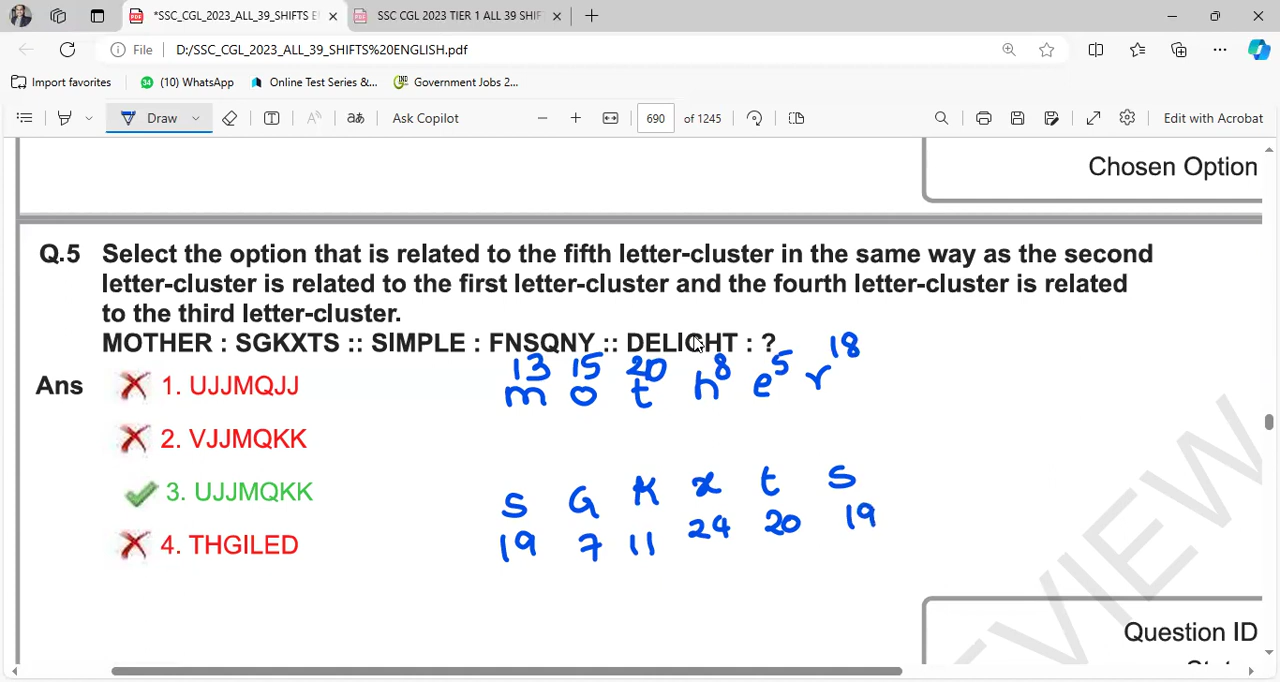 *SSC_CGL_2023_ALL_39_SHIFTS E
SSC CGL 2023 TIER 1 ALL 39 SHIF
File
D:/SSC_CGL_2023_ALL_39_SHIFTS%20ENGLISH.pdf
Import favorites
(10) WhatsApp
Online Test Series &...
Government Jobs 2...
Draw
Ask Copilot
690 of 1245
Edit with Acrobat
Chosen Option
Q.5 Select the option that is related to the fifth letter-cluster in the same way as the second
letter-cluster is related to the first letter-cluster and the fourth letter-cluster is related
to the third letter-cluster.
MOTHER : SGKXTS :: SIMPLE : FNSQNY :: DELIGHT : ?
13 15 20 8 5 18
m o t h e r
Ans 1. UJJMQJJ
2. VJJMQKK
3. UJJMQKK
4. THGILED
S G K x t S
19 7 11 24 20 19
VIEW
Question ID